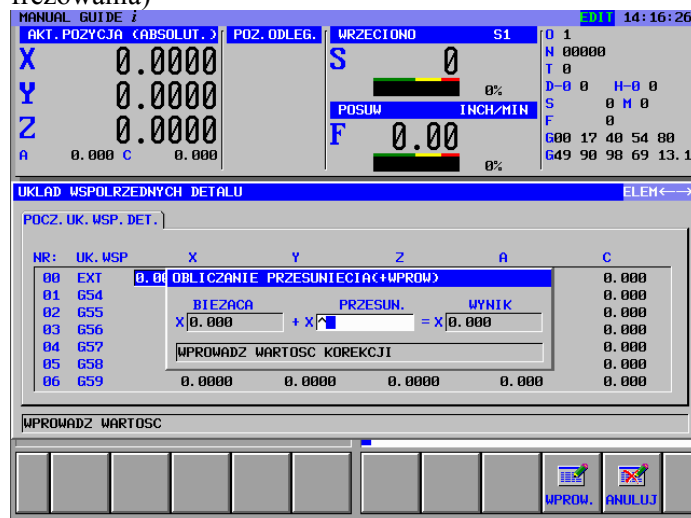 frezowania)
MANUAL GUIDE i EDIT 14:16:26
AKT.POZYCJA (ABSOLUT.) POZ.ODLEG. WRZECIONO S1 O 1
X 0.0000 S 0 N 00000
T 0
Y 0.0000 0% D-0 0 H-0 0
POSUW INCH/MIN S 0 M 0
Z 0.0000 F 0.00 F 0
G00 17 40 54 80
A 0.000 C 0.000 0% G49 90 98 69 13.1
UKLAD WSPOLRZEDNYCH DETALU ELEM←→
POCZ.UK.WSP.DET.
NR: UK.WSP X Y Z A C
00 EXT 0.00 OBLICZANIE PRZESUNIECIA(+WPROW) 0.000
01 G54 0.000
02 G55 BIEZACA PRZESUN. WYNIK 0.000
03 G56 X 0.000 + X^ = X 0.000 0.000
04 G57 WPROWADZ WARTOSC KOREKCJI 0.000
05 G58 0.000
06 G59 0.0000 0.0000 0.0000 0.000 0.000
WPROWADZ WARTOSC
WPROW. ANULUJ